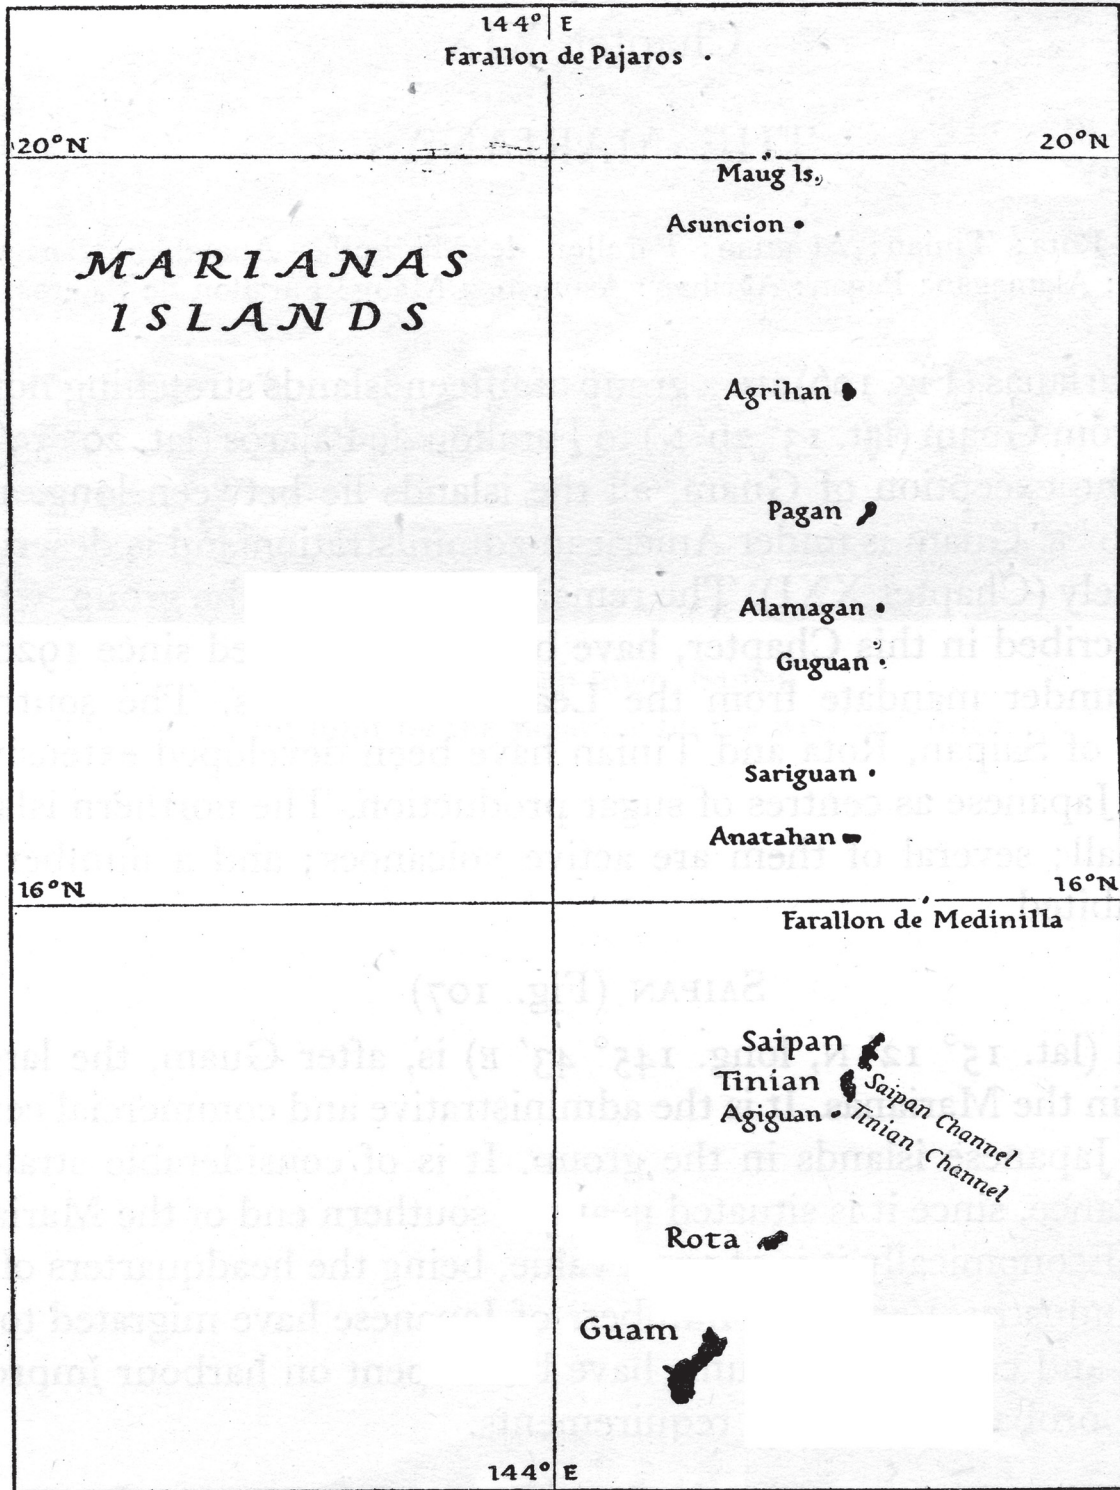 144° E
Farallon de Pajaros
20°N 20°N
Maug Is.
Asuncion
MARIANAS
ISLANDS
Agrihan
Pagan
Alamagan
Guguan
Sariguan
Anatahan
16°N 16°N
Farallon de Medinilla
Saipan
Tinian
Saipan Channel
Agiguan
Tinian Channel
Rota
Guam
144° E